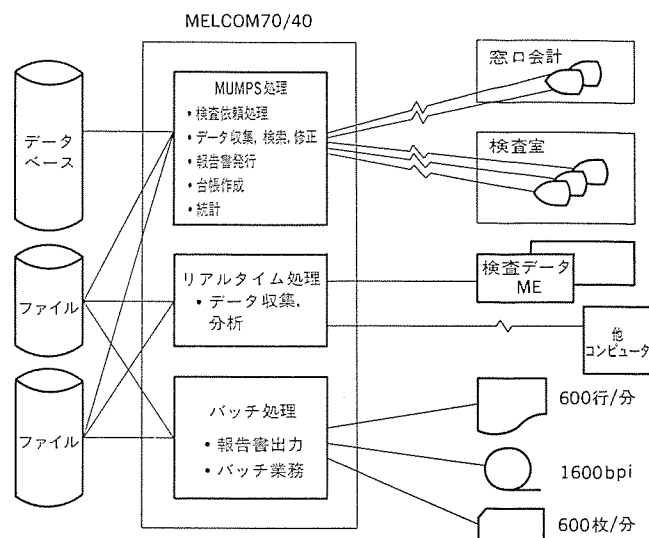 MELCOM70/40
データ
ベース
ファイル
ファイル
MUMPS処理
• 検査依頼処理
• データ収集, 検索, 修正
• 報告書発行
• 台帳作成
• 統計
リアルタイム処理
• データ収集,
分析
バッチ処理
• 報告書出力
• バッチ業務
窓口会計
検査室
検査データ
ME
他
コンピュータ
600行/分
1600bpi
600枚/分